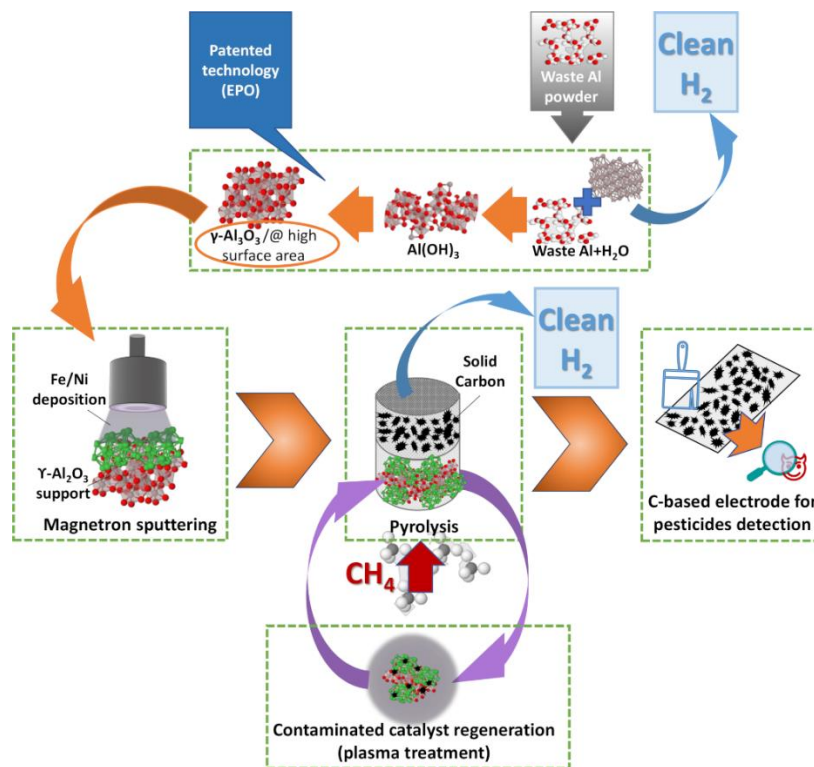 Patented
technology
(EPO)
Waste Al
powder
Clean
H₂
γ-Al₃O₃/@ high
surface area
Al(OH)₃
Waste Al+H₂O
Fe/Ni
deposition
ϒ-Al₂O₃
support
Magnetron sputtering
Solid
Carbon
Pyrolysis
Clean
H₂
C-based electrode for
pesticides detection
CH₄
Contaminated catalyst regeneration
(plasma treatment)